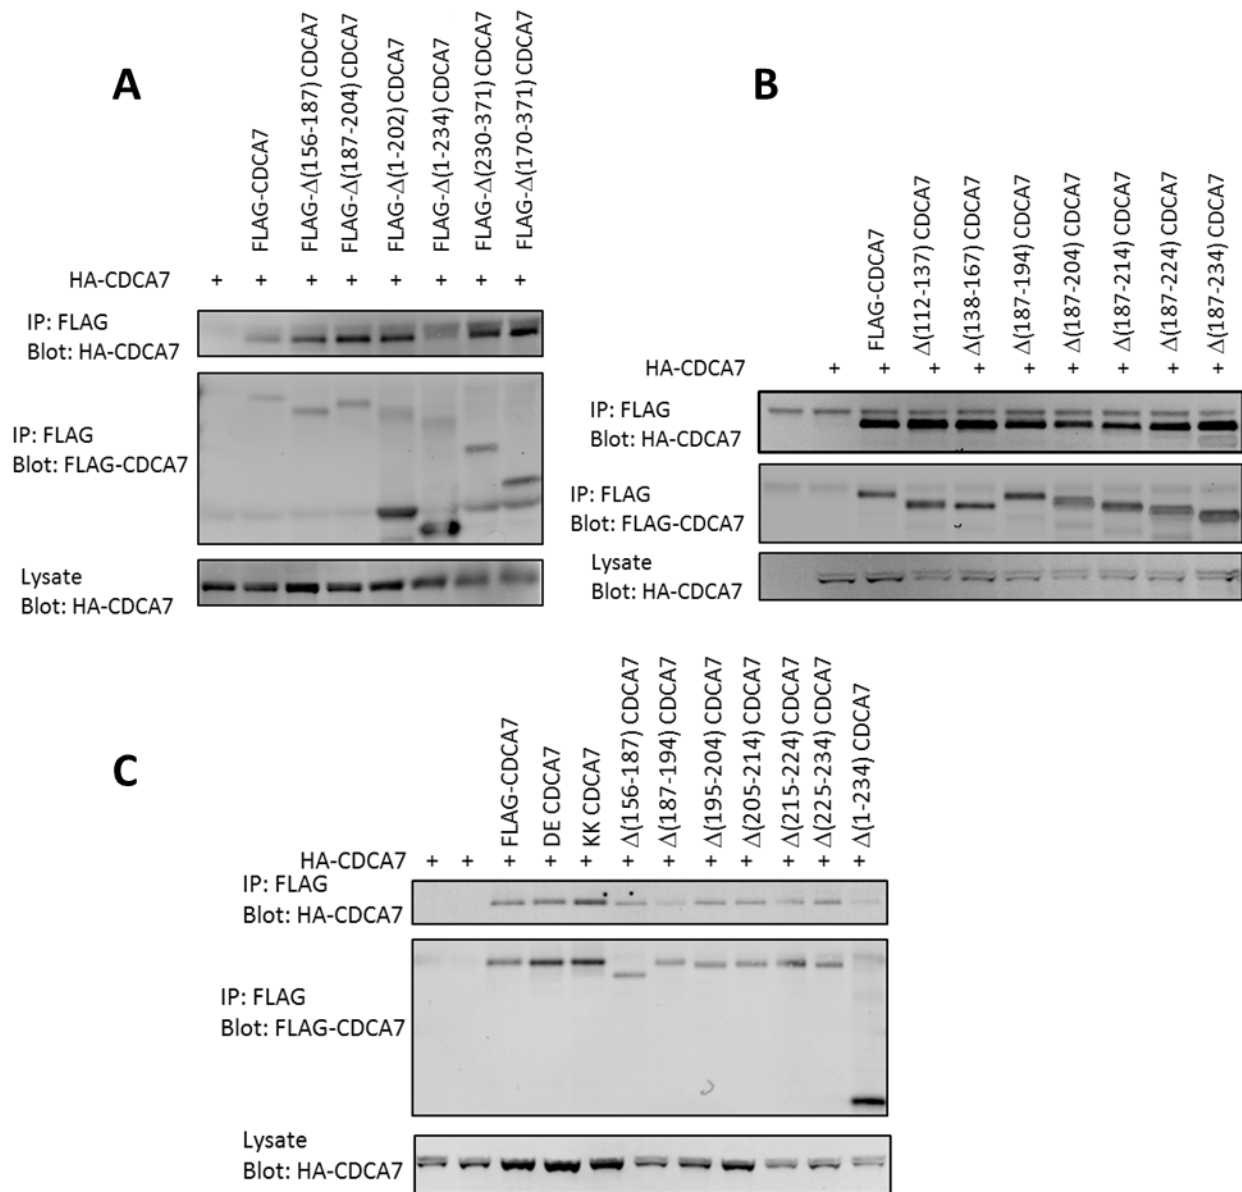 A
FLAG-CDCA7
FLAG-Δ(156-187) CDCA7
FLAG-Δ(187-204) CDCA7
FLAG-Δ(1-202) CDCA7
FLAG-Δ(1-234) CDCA7
FLAG-Δ(230-371) CDCA7
FLAG-Δ(170-371) CDCA7
HA-CDCA7 + + + + + + + +
IP: FLAG
Blot: HA-CDCA7
IP: FLAG
Blot: FLAG-CDCA7
Lysate
Blot: HA-CDCA7
B
FLAG-CDCA7
Δ(112-137) CDCA7
Δ(138-167) CDCA7
Δ(187-194) CDCA7
Δ(187-204) CDCA7
Δ(187-214) CDCA7
Δ(187-224) CDCA7
Δ(187-234) CDCA7
HA-CDCA7 + + + + + + + + +
IP: FLAG
Blot: HA-CDCA7
IP: FLAG
Blot: FLAG-CDCA7
Lysate
Blot: HA-CDCA7
C
FLAG-CDCA7
DE CDCA7
KK CDCA7
Δ(156-187) CDCA7
Δ(187-194) CDCA7
Δ(195-204) CDCA7
Δ(205-214) CDCA7
Δ(215-224) CDCA7
Δ(225-234) CDCA7
Δ(1-234) CDCA7
HA-CDCA7 + + + + + + + + + + + +
IP: FLAG
Blot: HA-CDCA7
IP: FLAG
Blot: FLAG-CDCA7
Lysate
Blot: HA-CDCA7